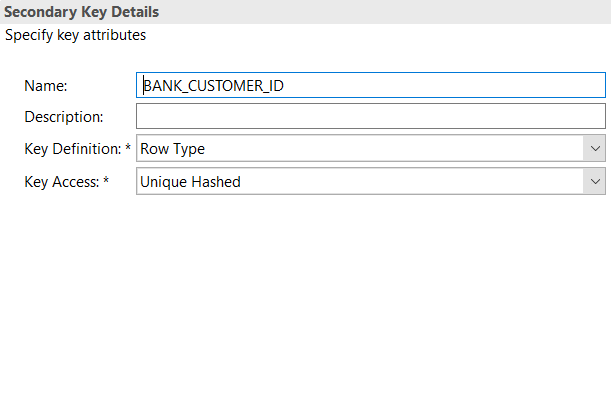 Secondary Key Details
Specify key attributes
Name: BANK_CUSTOMER_ID
Description:
Key Definition: * Row Type
Key Access: * Unique Hashed